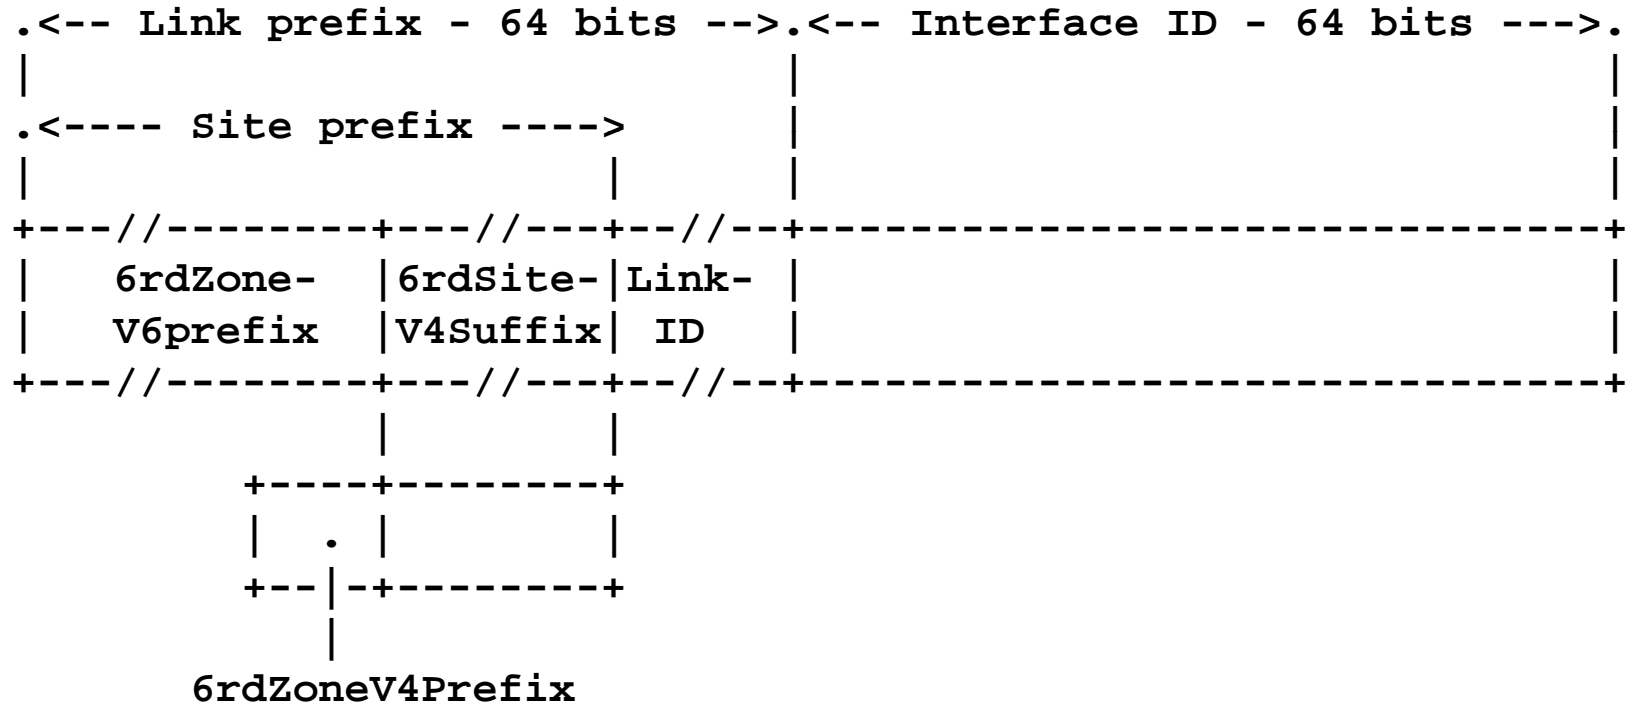 .<-- Link prefix - 64 bits -->.<-- Interface ID - 64 bits --->.
|                             |                               |
.<---- Site prefix ---->      |                               |
|                      |      |                               |
+---//--------+---//---+--//--+-------------------------------+
|   6rdZone-  |6rdSite-|Link- |                               |
|   V6prefix  |V4Suffix| ID   |                               |
+---//--------+---//---+--//--+-------------------------------+
              |        |
         +----+--------+
         |  . |        |
         +--|-+--------+
            |
       6rdZoneV4Prefix